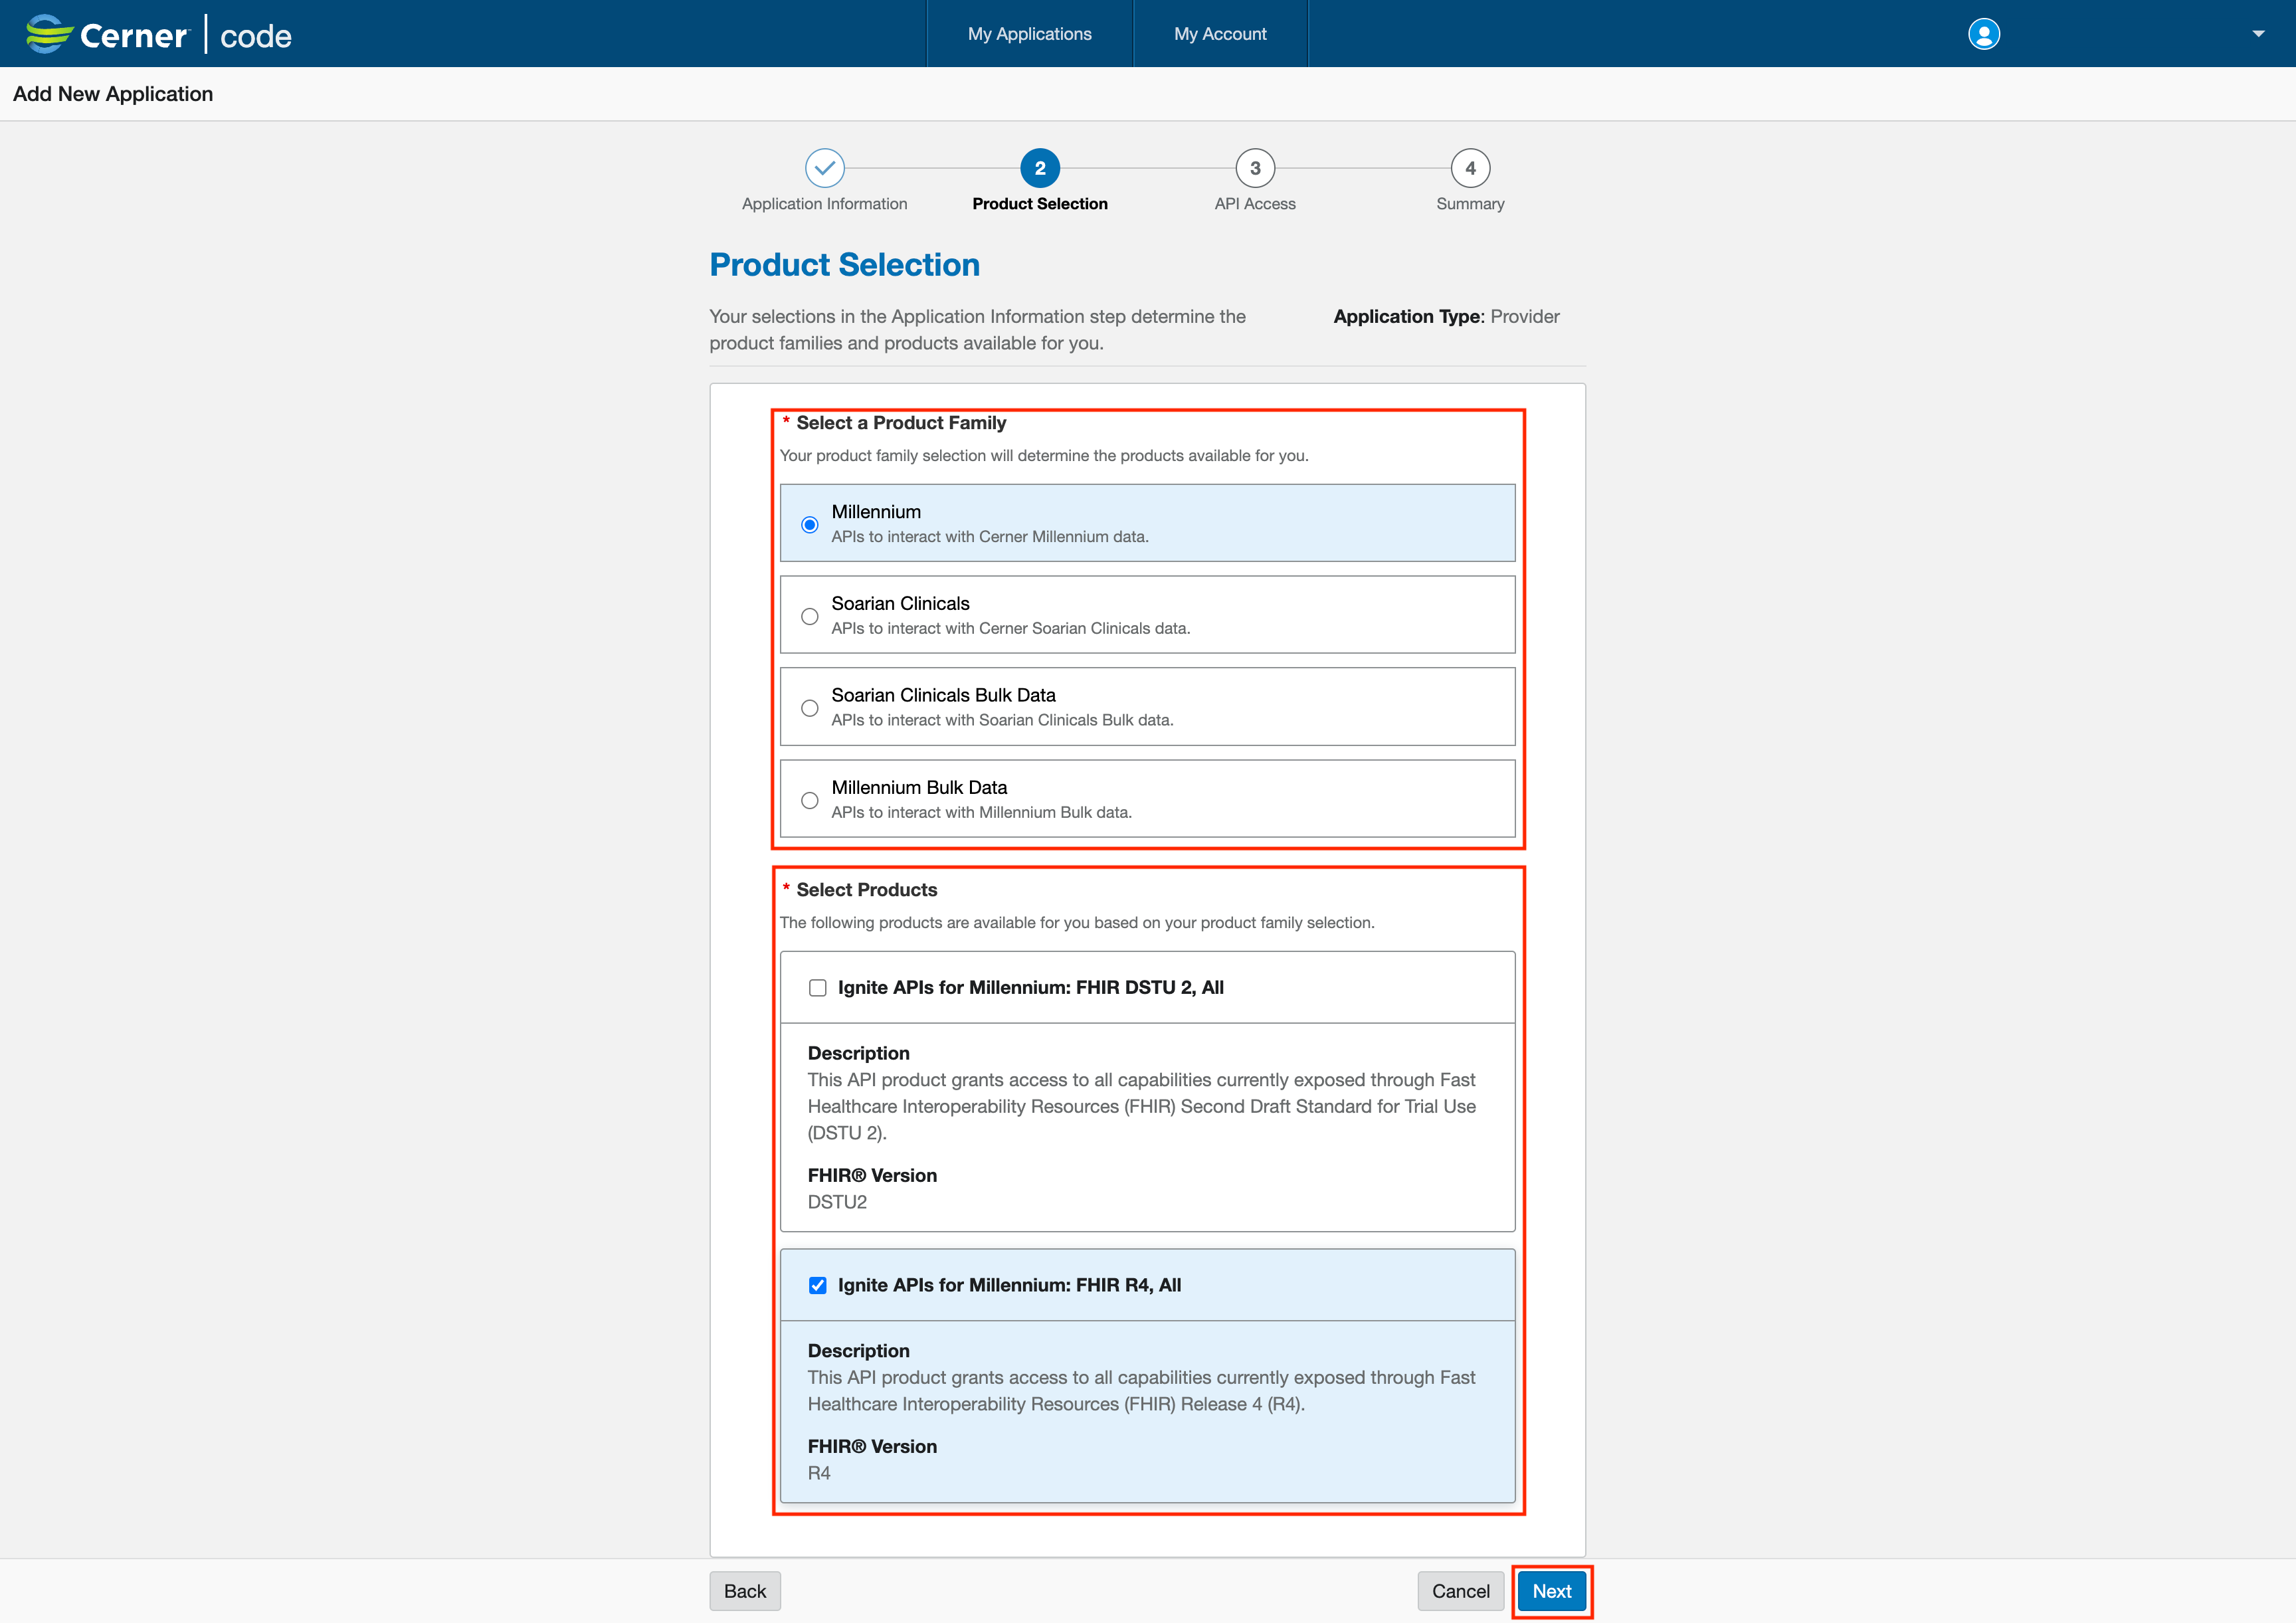 Cerner | code
My Applications
My Account
Add New Application
2
3
4
Application Information
Product Selection
API Access
Summary
Product Selection
Your selections in the Application Information step determine the
product families and products available for you.
Application Type: Provider
* Select a Product Family
Your product family selection will determine the products available for you.
Millennium
APIs to interact with Cerner Millennium data.
Soarian Clinicals
APIs to interact with Cerner Soarian Clinicals data.
Soarian Clinicals Bulk Data
APIs to interact with Soarian Clinicals Bulk data.
Millennium Bulk Data
APIs to interact with Millennium Bulk data.
* Select Products
The following products are available for you based on your product family selection.
Ignite APIs for Millennium: FHIR DSTU 2, All
Description
This API product grants access to all capabilities currently exposed through Fast
Healthcare Interoperability Resources (FHIR) Second Draft Standard for Trial Use
(DSTU 2).
FHIR® Version
DSTU2
Ignite APIs for Millennium: FHIR R4, All
Description
This API product grants access to all capabilities currently exposed through Fast
Healthcare Interoperability Resources (FHIR) Release 4 (R4).
FHIR® Version
R4
Back
Cancel
Next